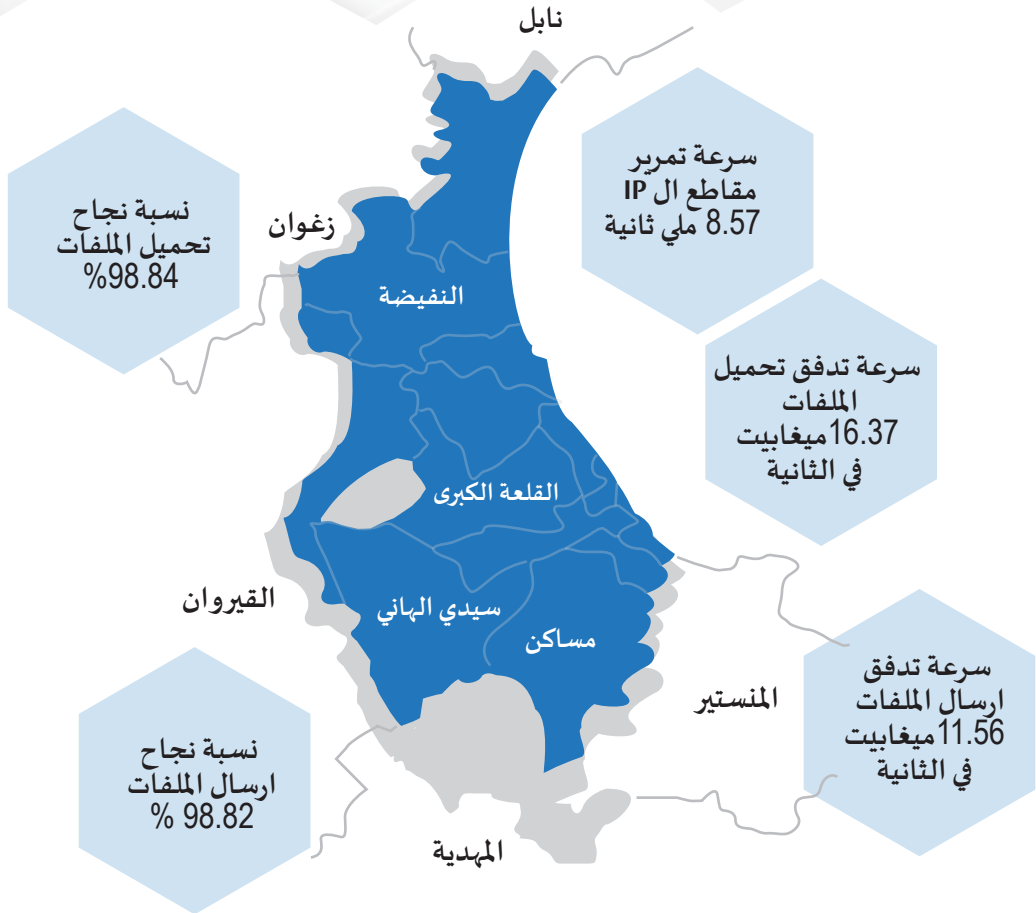 نابل
سرعة تمرير
مقاطع ال IP
8.57 ملي ثانية
نسبة نجاح
تحميل الملفات
%98.84
زغوان
النفيضة
سرعة تدفق تحميل
الملفات
16.37ميغابيت
في الثانية
القلعة الكبرى
القيروان
سيدي الهاني
مساكن
المنستير
سرعة تدفق
ارسال الملفات
11.56ميغابيت
في الثانية
نسبة نجاح
ارسال الملفات
98.82 %
المهدية